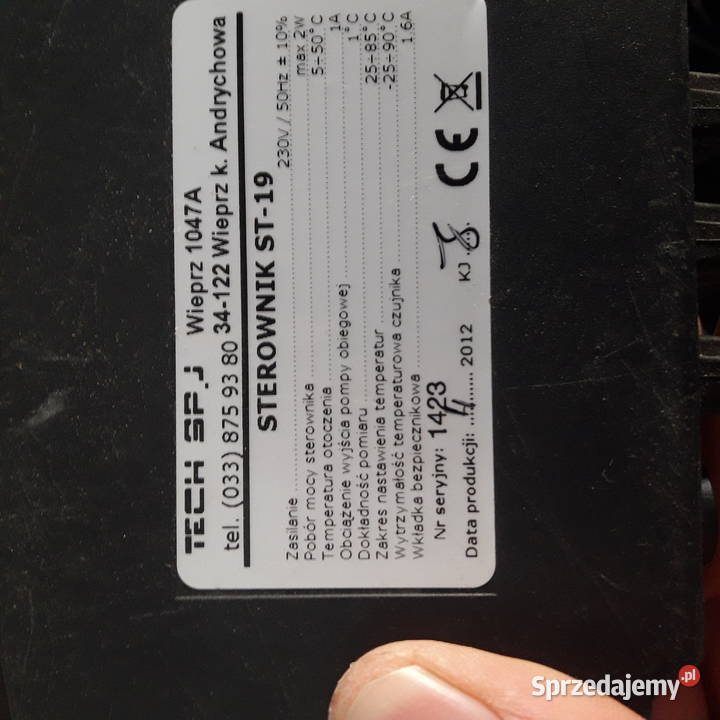 TECH SP.J Wieprz 1047A
tel. (033) 875 93 80 34-122 Wieprz k. Andrychowa
STEROWNIK ST-19
Zasilanie 230V / 50Hz ± 10%
Pobór mocy sterownika max 2W
Temperatura otoczenia 5÷50°C
Obciążenie wyjścia pompy obiegowej 1A
Dokładność pomiaru 1°C
Zakres nastawienia temperatur 25÷85°C
Wytrzymałość temperaturowa czujnika -25÷90°C
Wkładka bezpiecznikowa 1.6A
Nr seryjny: 1423
Data produkcji: 2012 KJ CE
Sprzedajemy.pl